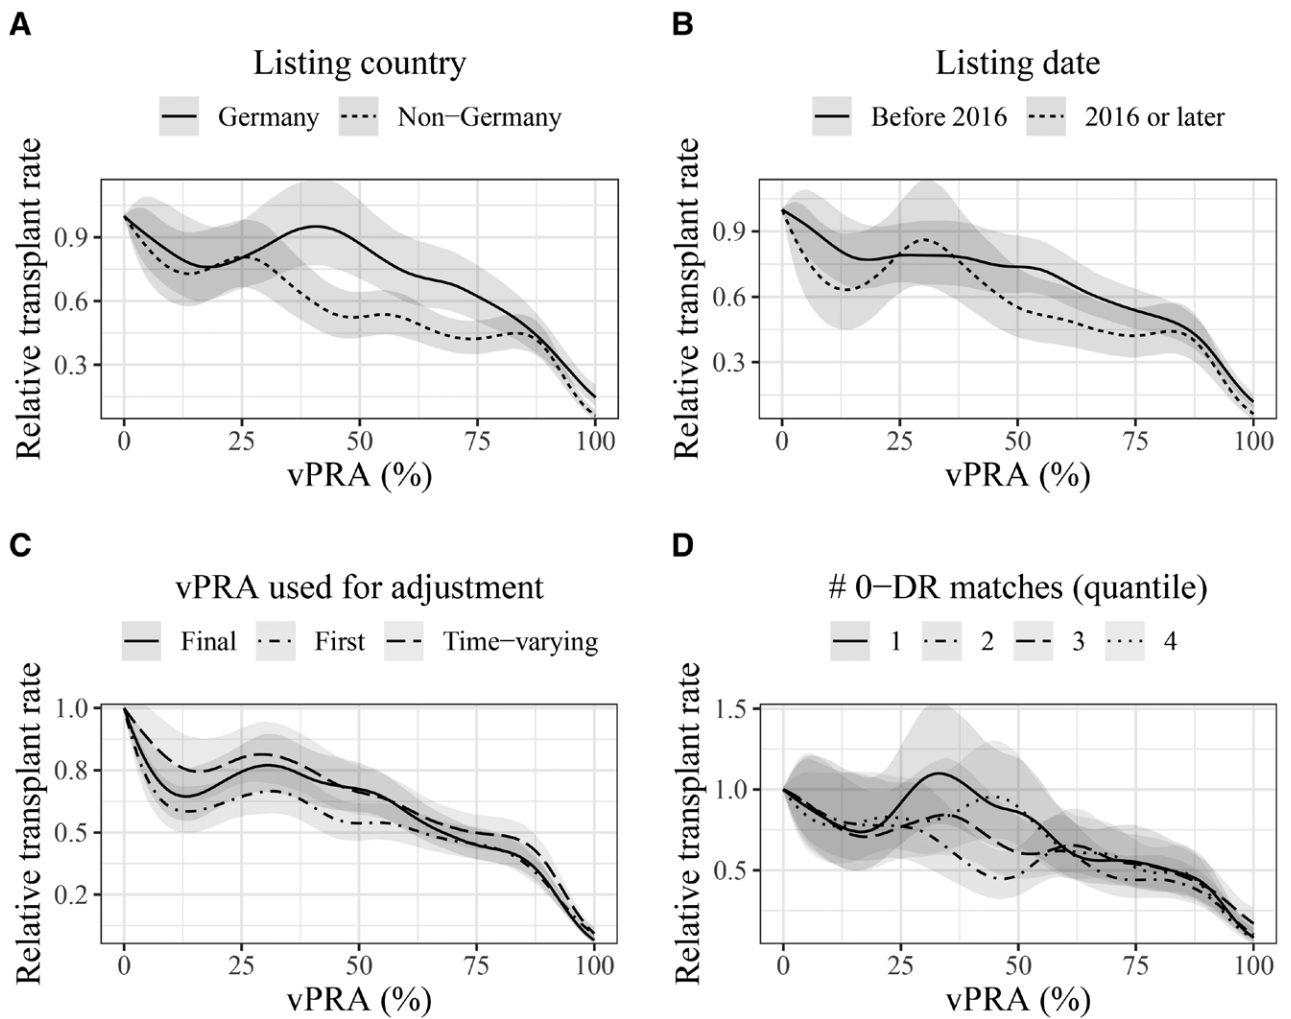 A
Listing country
Germany Non−Germany
Relative transplant rate
0.9
0.6
0.3
0 25 50 75 100
vPRA (%)
B
Listing date
Before 2016 2016 or later
Relative transplant rate
0.9
0.6
0.3
0 25 50 75 100
vPRA (%)
C
vPRA used for adjustment
Final First Time−varying
Relative transplant rate
1.0
0.8
0.5
0.2
0 25 50 75 100
vPRA (%)
D
# 0−DR matches (quantile)
1 2 3 4
Relative transplant rate
1.5
1.0
0.5
0 25 50 75 100
vPRA (%)